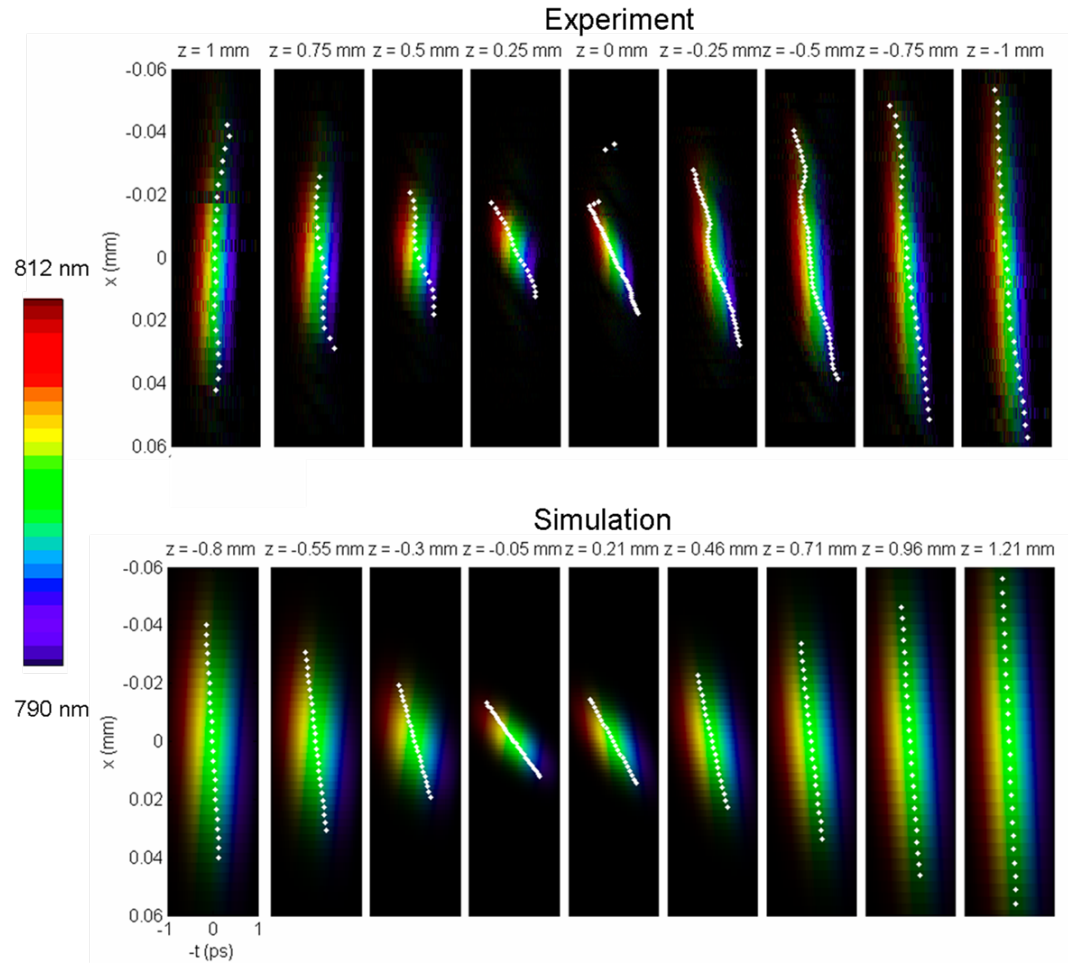 Experiment
z = 1 mm z = 0.75 mm z = 0.5 mm z = 0.25 mm z = 0 mm z = -0.25 mm z = -0.5 mm z = -0.75 mm z = -1 mm
-0.06
-0.04
-0.02
0
0.02
0.04
0.06
x (mm)
812 nm
790 nm
Simulation
z = -0.8 mm z = -0.55 mm z = -0.3 mm z = -0.05 mm z = 0.21 mm z = 0.46 mm z = 0.71 mm z = 0.96 mm z = 1.21 mm
-0.06
-0.04
-0.02
0
0.02
0.04
0.06
x (mm)
-1 0 1
-t (ps)